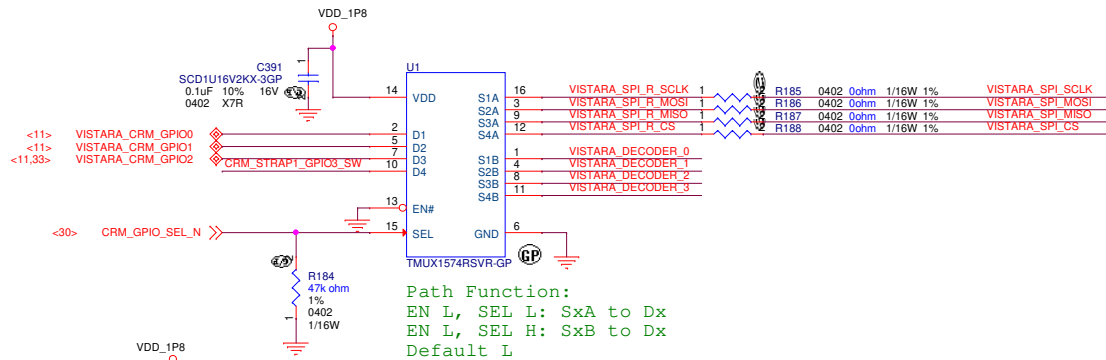 VDD_1P8
C391
SCD1U16V2KX-3GP
0.1uF 10% 16V
0402 X7R
1
U1
14 VDD
S1A 16 VISTARA_SPI_R_SCLK 1 2 R185 0402 0ohm 1/16W 1% VISTARA_SPI_SCLK
S2A 3 VISTARA_SPI_R_MOSI 1 2 R186 0402 0ohm 1/16W 1% VISTARA_SPI_MOSI
S3A 9 VISTARA_SPI_R_MISO 1 2 R187 0402 0ohm 1/16W 1% VISTARA_SPI_MISO
S4A 12 VISTARA_SPI_R_CS 1 2 R188 0402 0ohm 1/16W 1% VISTARA_SPI_CS
<11> VISTARA_CRM_GPIO0 2 D1
<11> VISTARA_CRM_GPIO1 5 D2
<11,33> VISTARA_CRM_GPIO2 7 D3
CRM_STRAP1_GPIO3_SW 10 D4
S1B 1 VISTARA_DECODER_0
S2B 4 VISTARA_DECODER_1
S3B 8 VISTARA_DECODER_2
S4B 11 VISTARA_DECODER_3
13 EN#
<30> CRM_GPIO_SEL_N 15 SEL
GND 6
GP
TMUX1574RSVR-GP
R184
47k ohm
1%
0402
1/16W
1
Path Function:
EN L, SEL L: SxA to Dx
EN L, SEL H: SxB to Dx
Default L
VDD_1P8